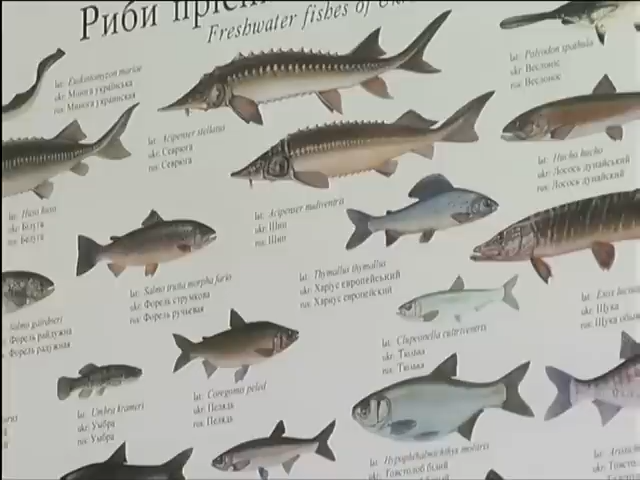 Риби
Freshwater fishes of
lat: Eudontomyzon mariae
ukr: Минога українська
rus: Минога украинская
lat: Polyodon spathula
ukr: Веслоніс
rus: Веслонос
lat: Acipenser stellatus
ukr: Севрюга
rus: Севрюга
lat: Hucho hucho
ukr: Лосось дунайський
rus: Лосось дунайский
lat: Huso huso
ukr: Білуга
rus: Белуга
lat: Acipenser nudiventris
ukr: Шип
rus: Шип
lat: Salmo trutta morpha fario
ukr: Форель струмкова
rus: Форель ручьевая
lat: Thymallus thymallus
ukr: Харіус європейський
rus: Хариус европейский
lat: Esox lucius
ukr: Щука
rus: Щука
Salmo gairdneri
Форель райдужна
Форель радужная
lat: Clupeonella cultriventris
ukr: Тюлька
rus: Тюлька
lat: Umbra krameri
ukr: Умбра
rus: Умбра
lat: Coregonus peled
ukr: Пелядь
rus: Пелядь
lat: Hypophthalmichthys molitrix
ukr: Товстолоб білий